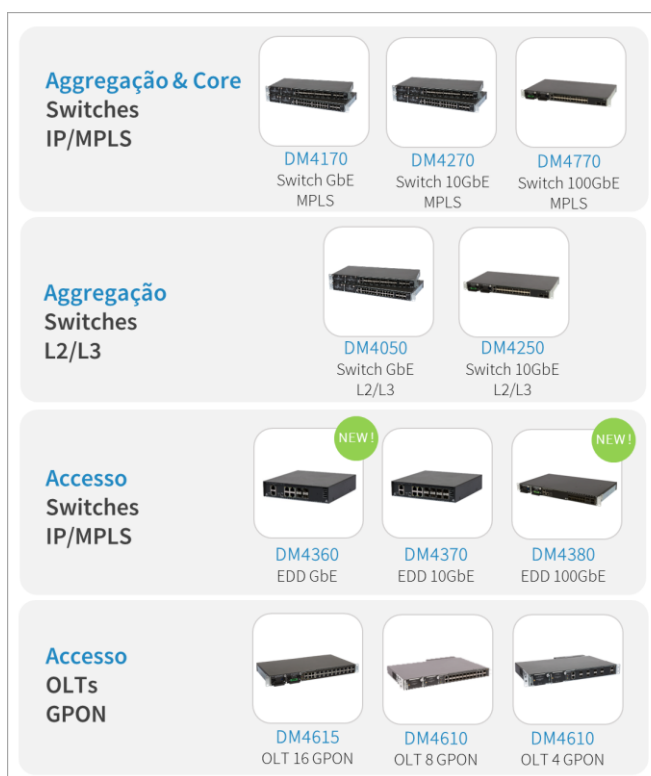 Aggregação & Core
Switches
IP/MPLS
DM4170
Switch GbE
MPLS
DM4270
Switch 10GbE
MPLS
DM4770
Switch 100GbE
MPLS
Aggregação
Switches
L2/L3
DM4050
Switch GbE
L2/L3
DM4250
Switch 10GbE
L2/L3
Accesso
Switches
IP/MPLS
NEW!
DM4360
EDD GbE
DM4370
EDD 10GbE
NEW!
DM4380
EDD 100GbE
Accesso
OLTs
GPON
DM4615
OLT 16 GPON
DM4610
OLT 8 GPON
DM4610
OLT 4 GPON